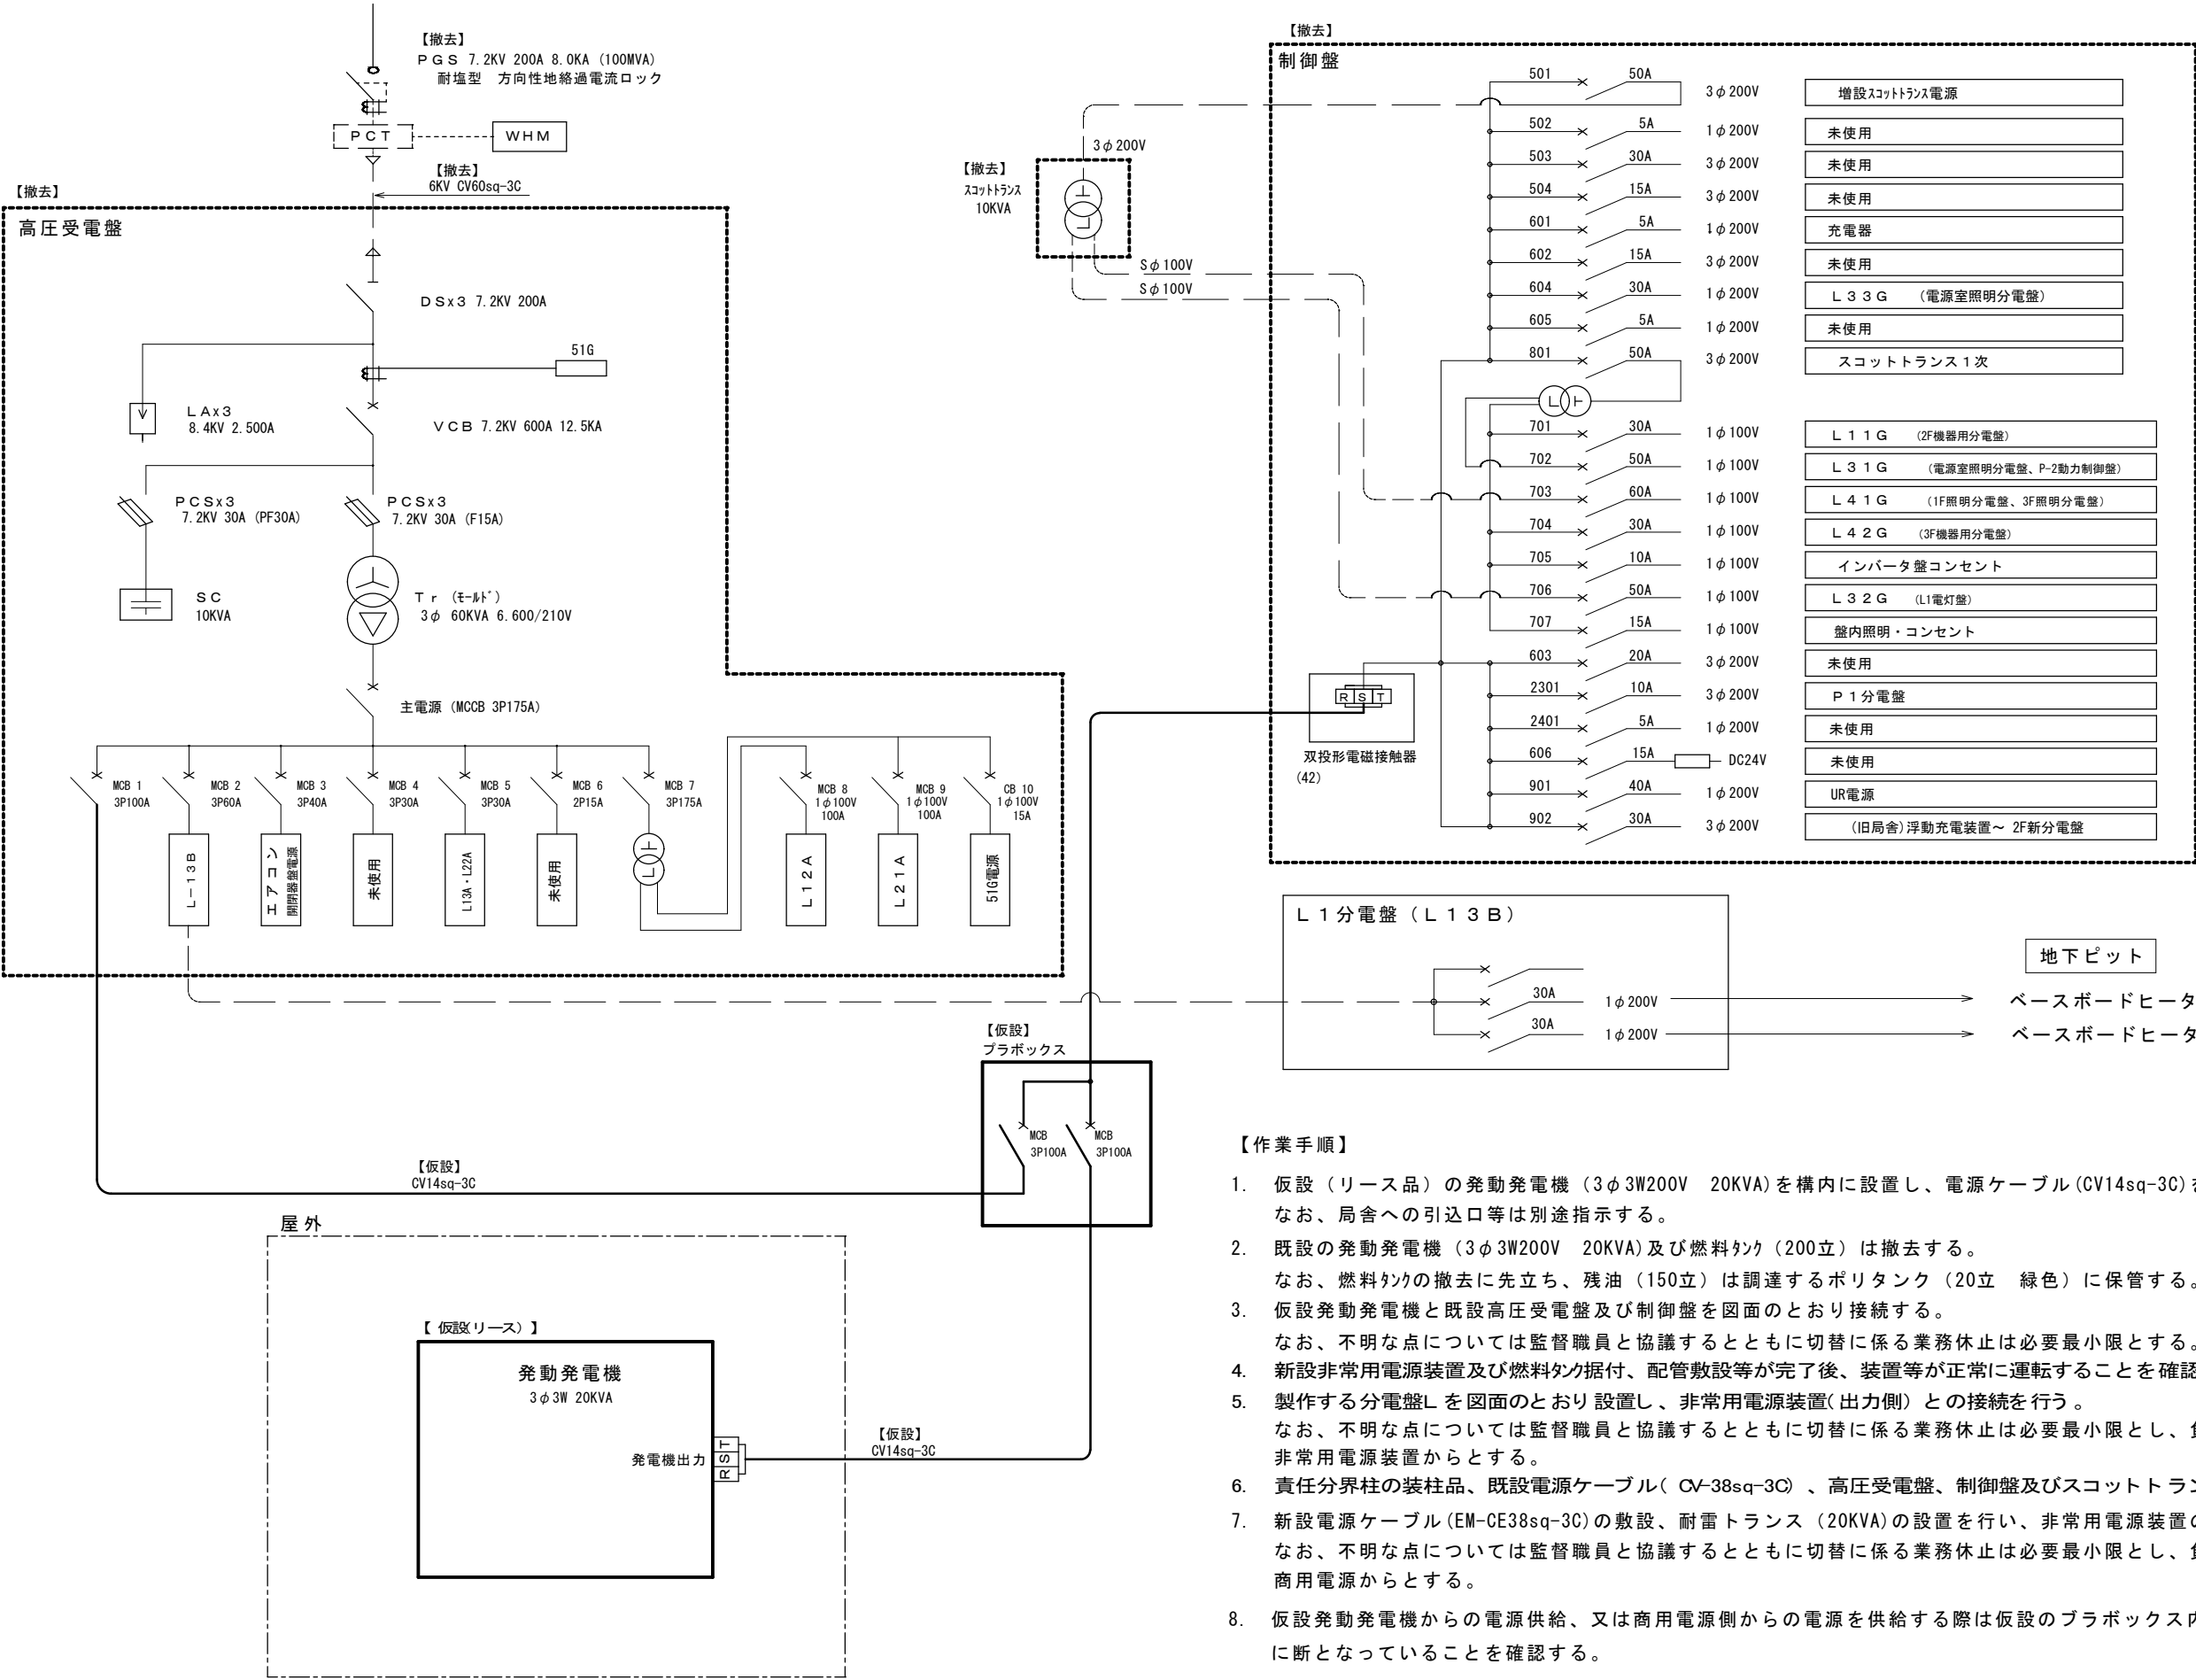 【撤去】
PGS 7.2KV 200A 8.0KA (100MVA)
耐塩型 方向性地絡過電流ロック
PCT
WHM
【撤去】
6KV CV60sq-3C
【撤去】
高圧受電盤
DSx3 7.2KV 200A
51G
LAx3
8.4KV 2.500A
VCB 7.2KV 600A 12.5KA
PCSx3
7.2KV 30A (PF30A)
PCSx3
7.2KV 30A (F15A)
SC
10KVA
Tr (ﾓｰﾙﾄﾞ)
3φ 60KVA 6.600/210V
主電源 (MCCB 3P175A)
MCB 1
3P100A
MCB 2
3P60A
MCB 3
3P40A
MCB 4
3P30A
MCB 5
3P30A
MCB 6
2P15A
MCB 7
3P175A
MCB 8
1φ100V
100A
MCB 9
1φ100V
100A
CB 10
1φ100V
15A
L-13B
エアコン
開閉器盤電源
未使用
L13A・L22A
未使用
L12A
L21A
51G電源
【撤去】
ｽｺｯﾄﾄﾗﾝｽ
10KVA
3φ200V
Sφ100V
Sφ100V
【撤去】
制御盤
501 50A 3φ200V 増設ｽｺｯﾄﾄﾗﾝｽ電源
502 5A 1φ200V 未使用
503 30A 3φ200V 未使用
504 15A 3φ200V 未使用
601 5A 1φ200V 充電器
602 15A 3φ200V 未使用
604 30A 1φ200V L33G (電源室照明分電盤)
605 5A 1φ200V 未使用
801 50A 3φ200V スコットトランス1次
701 30A 1φ100V L11G (2F機器用分電盤)
702 50A 1φ100V L31G (電源室照明分電盤、P-2動力制御盤)
703 60A 1φ100V L41G (1F照明分電盤、3F照明分電盤)
704 30A 1φ100V L42G (3F機器用分電盤)
705 10A 1φ100V インバータ盤コンセント
706 50A 1φ100V L32G (L1電灯盤)
707 15A 1φ100V 盤内照明・コンセント
603 20A 3φ200V 未使用
2301 10A 3φ200V P1分電盤
2401 5A 1φ200V 未使用
606 15A DC24V 未使用
901 40A 1φ200V UR電源
902 30A 3φ200V (旧局舎)浮動充電装置～ 2F新分電盤
R S T
双投形電磁接触器
(42)
L1分電盤(L13B)
30A 1φ200V
30A 1φ200V
地下ピット
ベースボードヒータ
ベースボードヒータ
【仮設】
プラボックス
MCB
3P100A
MCB
3P100A
【仮設】
CV14sq-3C
屋外
【 仮設(リース) 】
発動発電機
3φ3W 20KVA
発電機出力
R S T
【仮設】
CV14sq-3C
【作業手順】
1. 仮設(リース品)の発動発電機(3φ3W200V 20KVA)を構内に設置し、電源ケーブル(CV14sq-3C)を
なお、局舎への引込口等は別途指示する。
2. 既設の発動発電機(3φ3W200V 20KVA)及び燃料ﾀﾝｸ(200立)は撤去する。
なお、燃料ﾀﾝｸの撤去に先立ち、残油(150立)は調達するポリタンク(20立 緑色)に保管する。
3. 仮設発動発電機と既設高圧受電盤及び制御盤を図面のとおり接続する。
なお、不明な点については監督職員と協議するとともに切替に係る業務休止は必要最小限とする。
4. 新設非常用電源装置及び燃料ﾀﾝｸ据付、配管敷設等が完了後、装置等が正常に運転することを確認
5. 製作する分電盤L を図面のとおり設置し、非常用電源装置(出力側)との接続を行う。
なお、不明な点については監督職員と協議するとともに切替に係る業務休止は必要最小限とし、負
非常用電源装置からとする。
6. 責任分界柱の装柱品、既設電源ケーブル( CV-38sq-3C) 、高圧受電盤、制御盤及びスコットトラン
7. 新設電源ケーブル(EM-CE38sq-3C)の敷設、耐雷トランス(20KVA)の設置を行い、非常用電源装置の
なお、不明な点については監督職員と協議するとともに切替に係る業務休止は必要最小限とし、負
商用電源からとする。
8. 仮設発動発電機からの電源供給、又は商用電源側からの電源を供給する際は仮設のプラボックス内
に断となっていることを確認する。